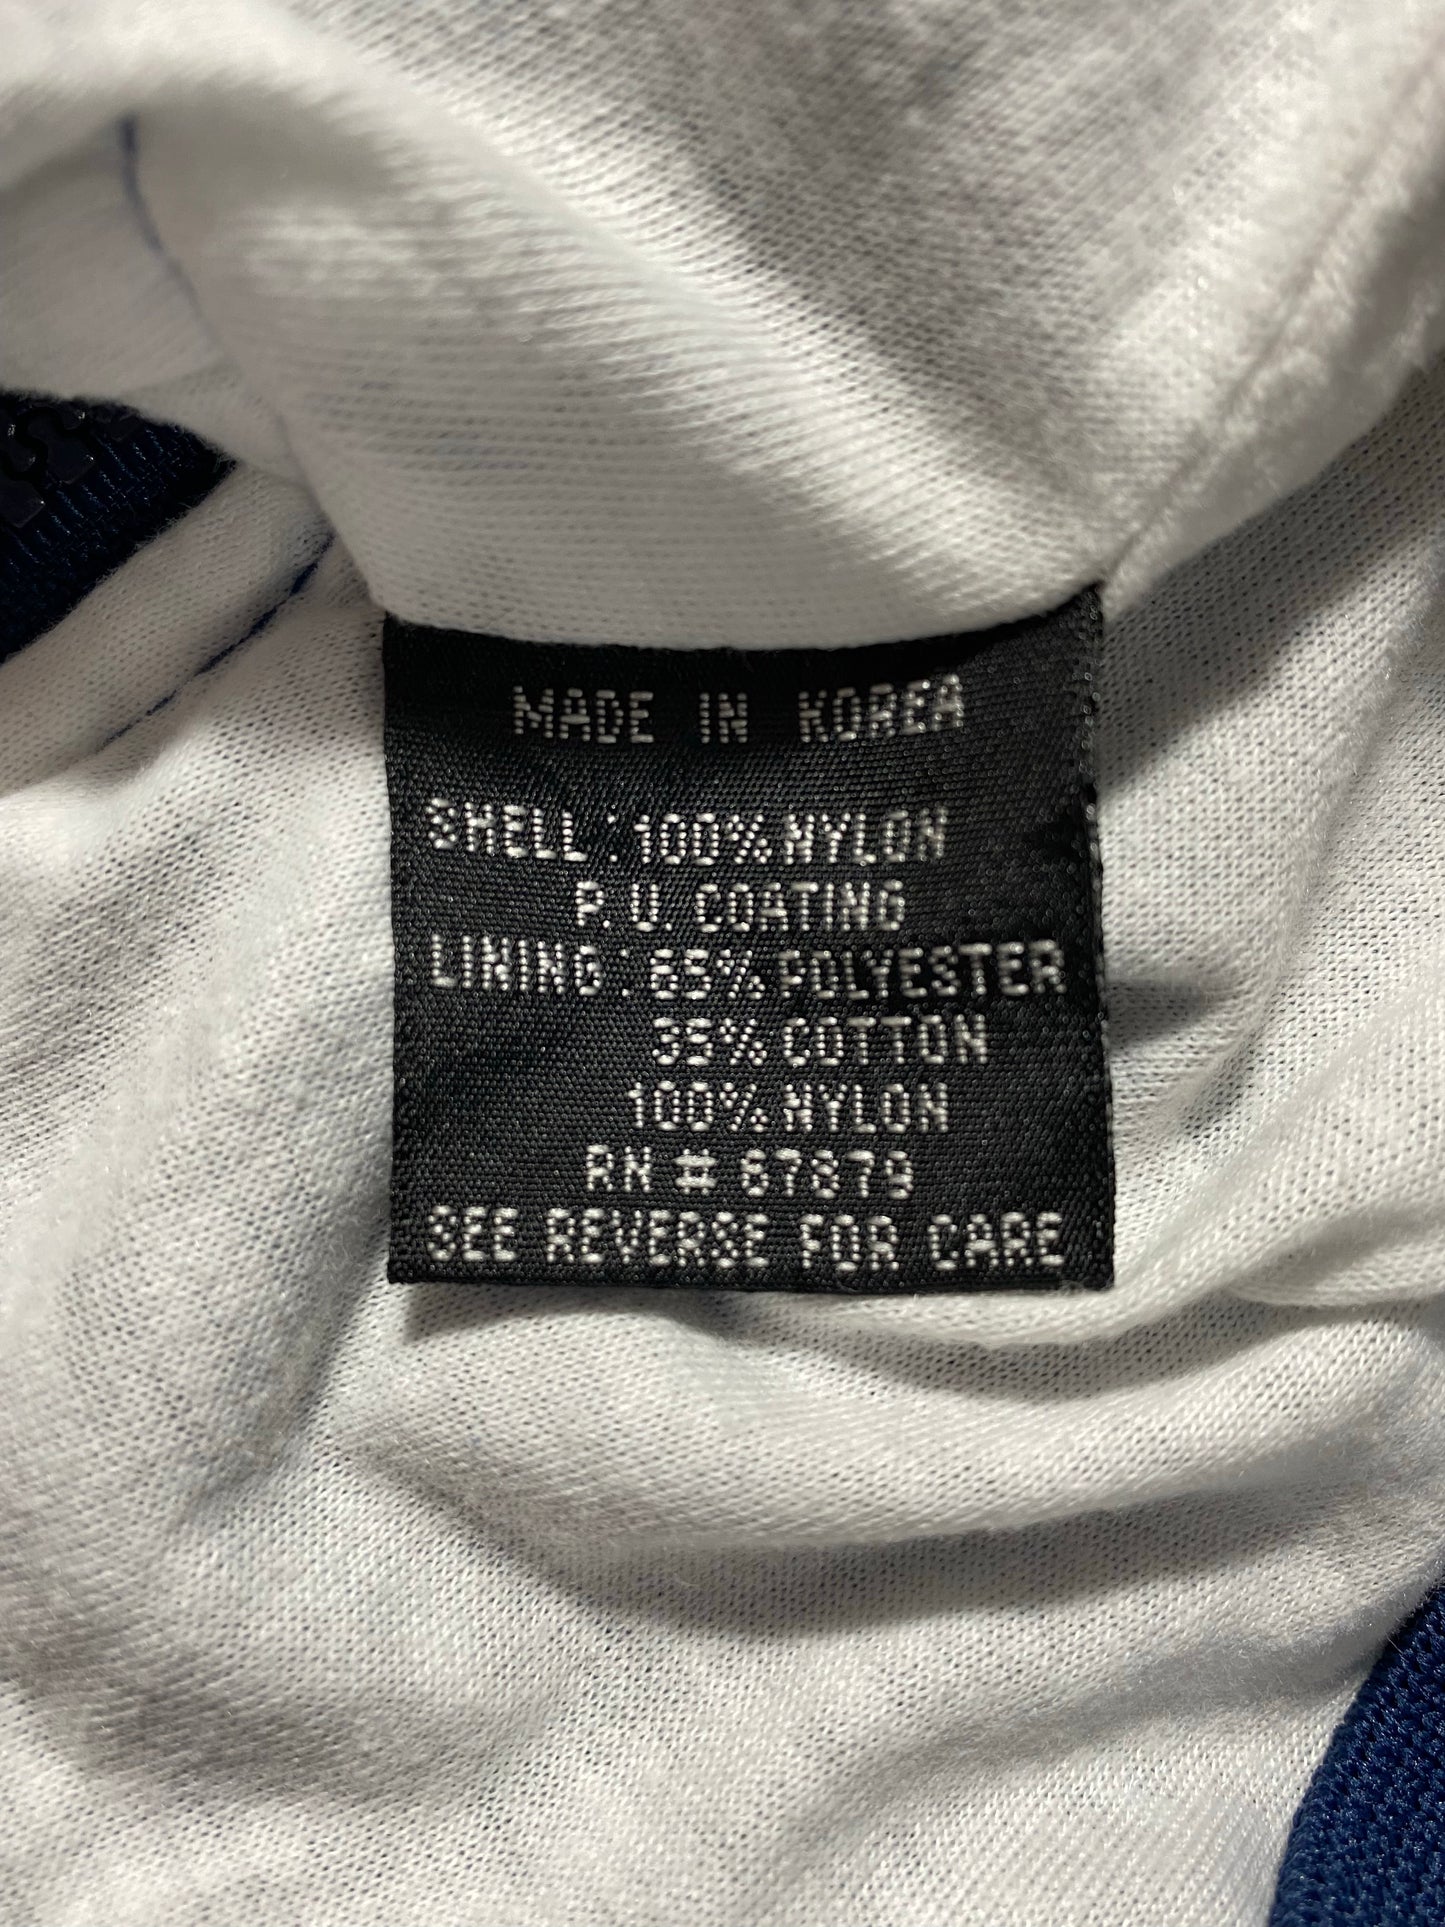 MADE IN KOREA
SHELL : 100% NYLON
P.U. COATING
LINING : 65% POLYESTER
35% COTTON
100% NYLON
RN # 67879
SEE REVERSE FOR CARE